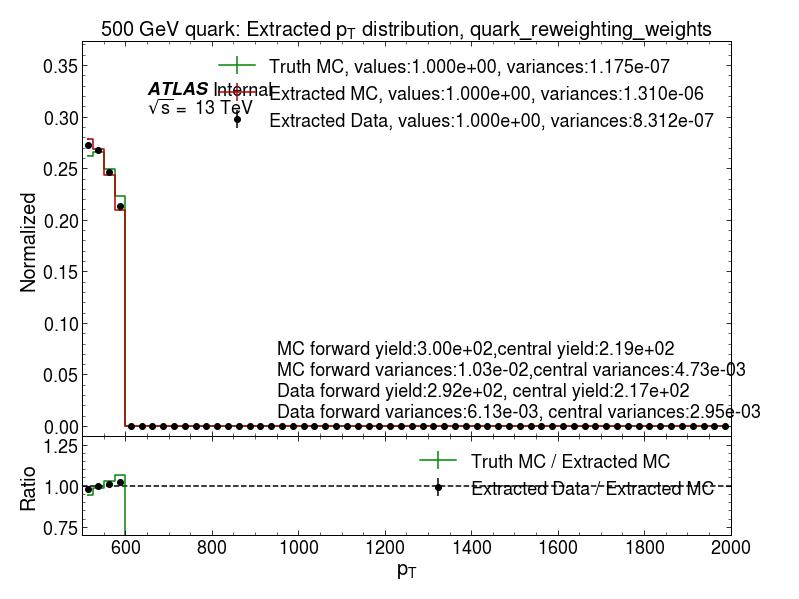 500 GeV quark: Extracted pT distribution, quark_reweighting_weights
Truth MC, values:1.000e+00, variances:1.175e-07
ATLAS Internal
Extracted MC, values:1.000e+00, variances:1.310e-06
√s = 13 TeV
Extracted Data, values:1.000e+00, variances:8.312e-07
0.35
0.30
0.25
0.20
0.15
0.10
0.05
0.00
Normalized
MC forward yield:3.00e+02,central yield:2.19e+02
MC forward variances:1.03e-02,central variances:4.73e-03
Data forward yield:2.92e+02, central yield:2.17e+02
Data forward variances:6.13e-03, central variances:2.95e-03
1.25
1.00
0.75
Ratio
Truth MC / Extracted MC
Extracted Data / Extracted MC
600 800 1000 1200 1400 1600 1800 2000
pT